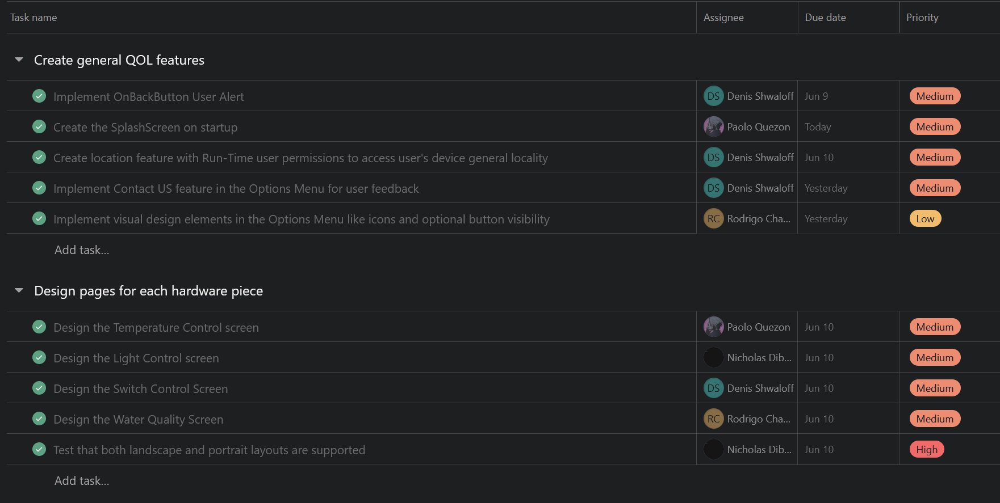 Task name Assignee Due date Priority
Create general QOL features
Implement OnBackButton User Alert DS Denis Shwaloff Jun 9 Medium
Create the SplashScreen on startup Paolo Quezon Today Medium
Create location feature with Run-Time user permissions to access user's device general locality DS Denis Shwaloff Jun 10 Medium
Implement Contact US feature in the Options Menu for user feedback DS Denis Shwaloff Yesterday Medium
Implement visual design elements in the Options Menu like icons and optional button visibility RC Rodrigo Cha... Yesterday Low
Add task...
Design pages for each hardware piece
Design the Temperature Control screen Paolo Quezon Jun 10 Medium
Design the Light Control screen Nicholas Dib... Jun 10 Medium
Design the Switch Control Screen DS Denis Shwaloff Jun 10 Medium
Design the Water Quality Screen RC Rodrigo Cha... Jun 10 Medium
Test that both landscape and portrait layouts are supported Nicholas Dib... Jun 10 High
Add task...